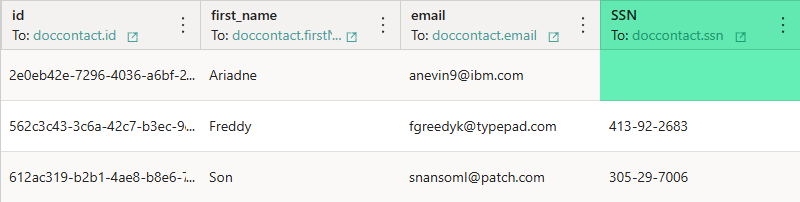 id first_name email SSN
To: doccontact.id To: doccontact.firstN... To: doccontact.email To: doccontact.ssn
2e0eb42e-7296-4036-a6bf-2... Ariadne anevin9@ibm.com
562c3c43-3c6a-42c7-b3ec-9... Freddy fgreedyk@typepad.com 413-92-2683
612ac319-b2b1-4ae8-b8e6-7... Son snansoml@patch.com 305-29-7006